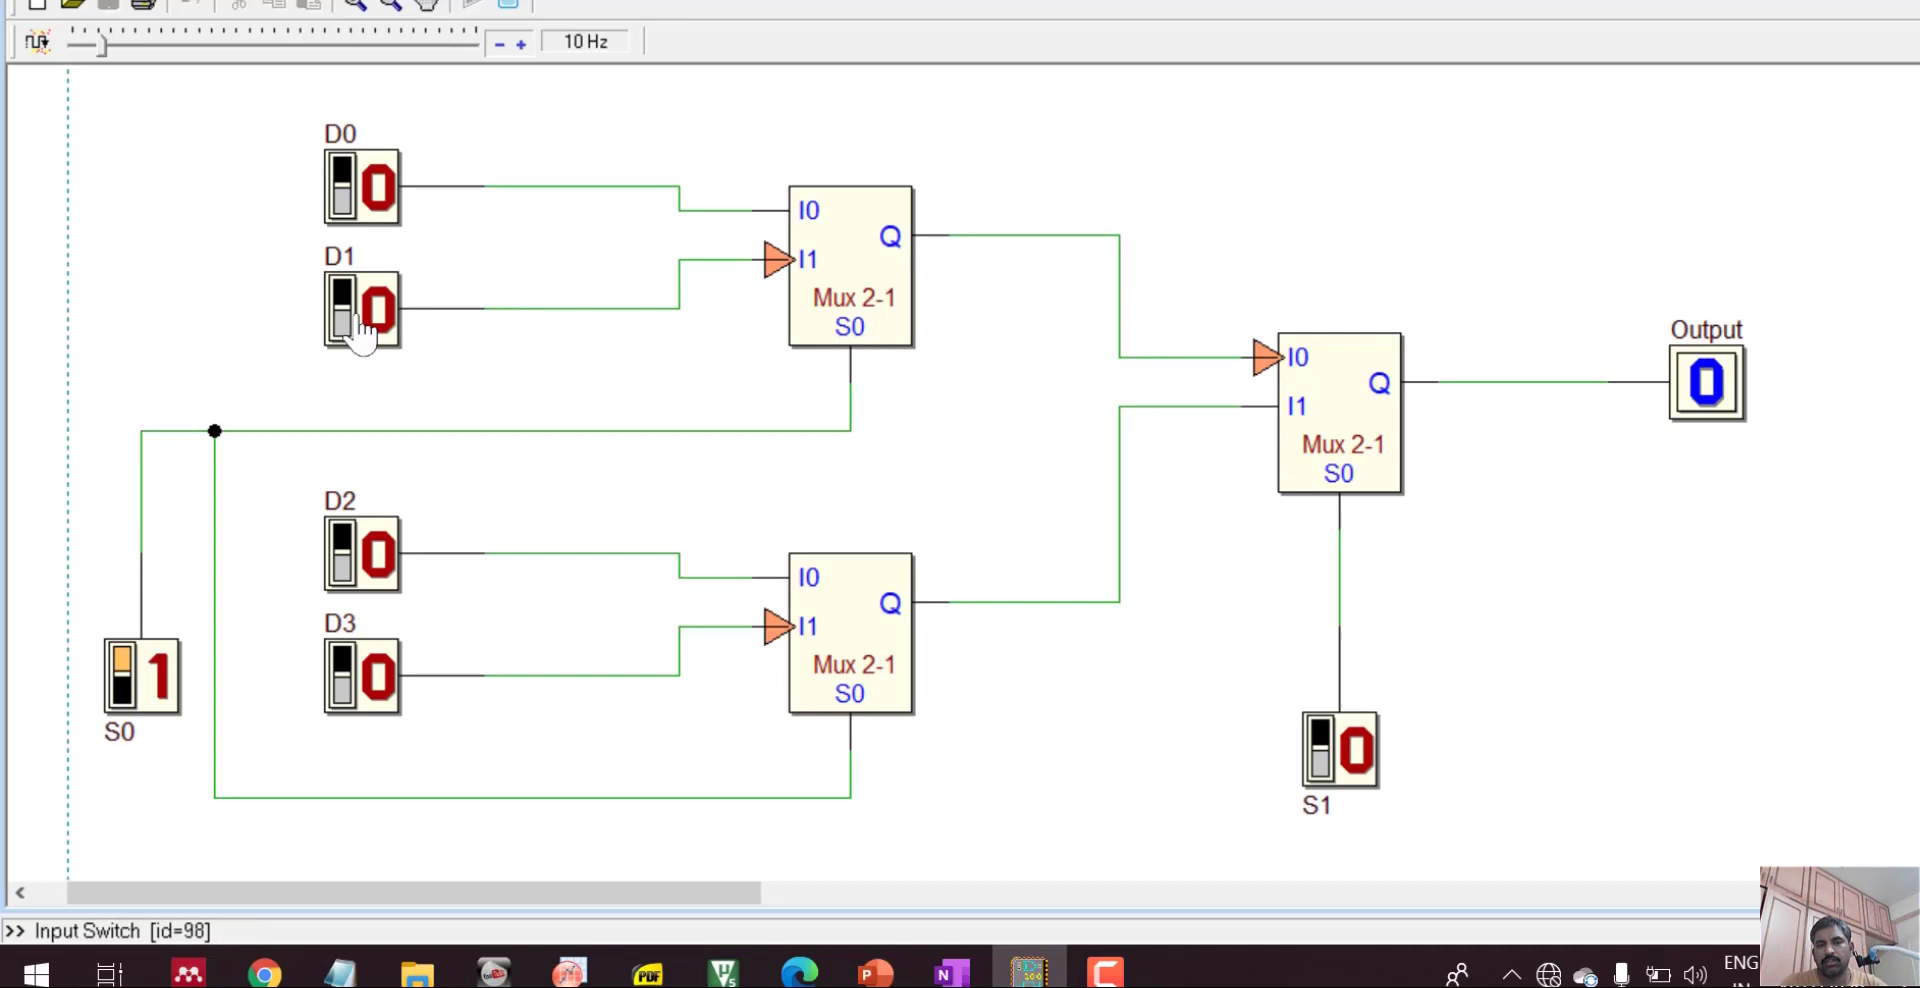 10 Hz
D0
0
I0
Q
D1
I1
0
Mux 2-1
S0
Output
I0
Q
0
I1
Mux 2-1
S0
D2
0
I0
Q
D3
I1
0
Mux 2-1
S0
1
S0
0
S1
>> Input Switch [id=98]
PDF
N
ENG